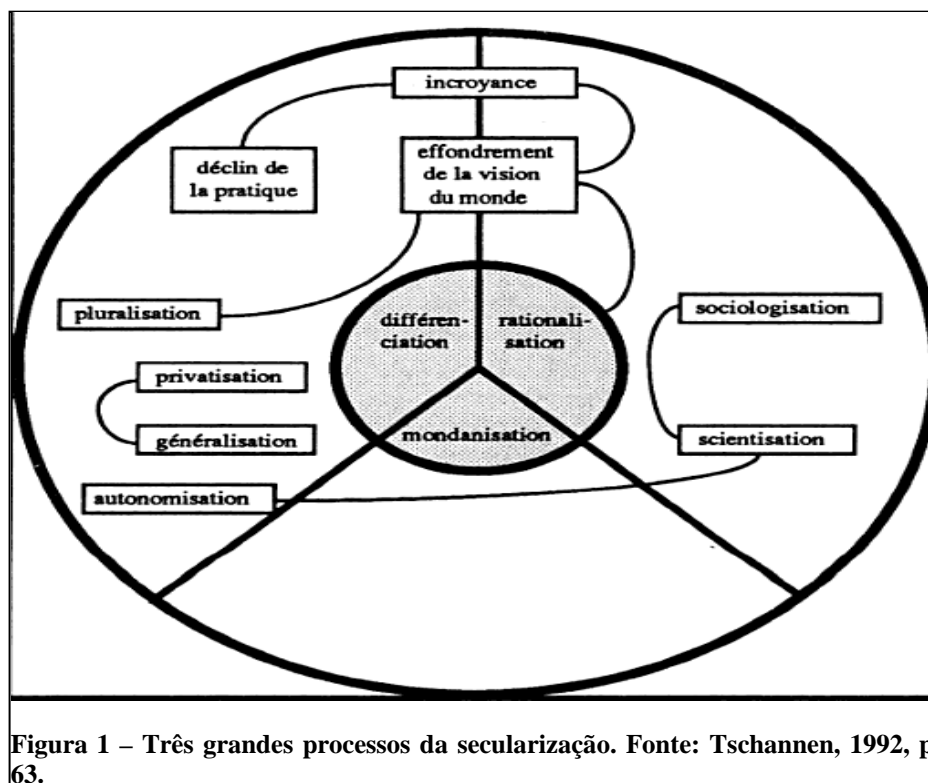 incroyance
déclin de
la pratique
effondrement
de la vision
du monde
pluralisation
différen-
ciation
rationali-
sation
sociologisation
privatisation
généralisation
mondanisation
scientisation
autonomisation
Figura 1 – Três grandes processos da secularização. Fonte: Tschannen, 1992, p
63.